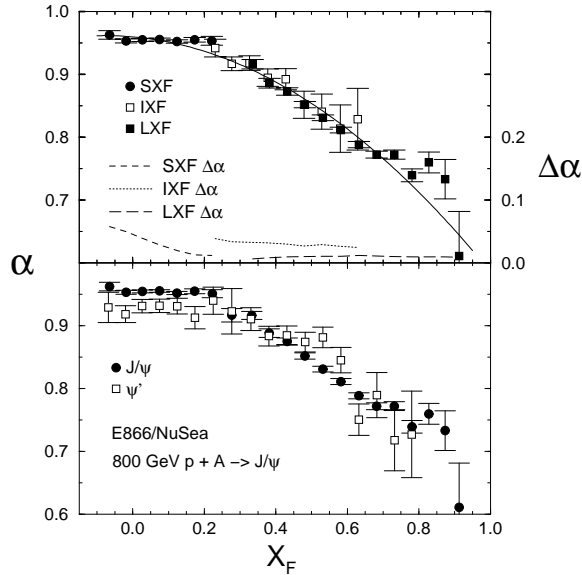 1.0
0.9
0.8
0.7
SXF
IXF
LXF
SXF Δα
IXF Δα
LXF Δα
0.2
0.1
0.0
Δα
α
0.9
0.8
0.7
0.6
J/ψ
ψ’
E866/NuSea
800 GeV p + A −> J/ψ
0.0 0.2 0.4 0.6 0.8 1.0
X_F